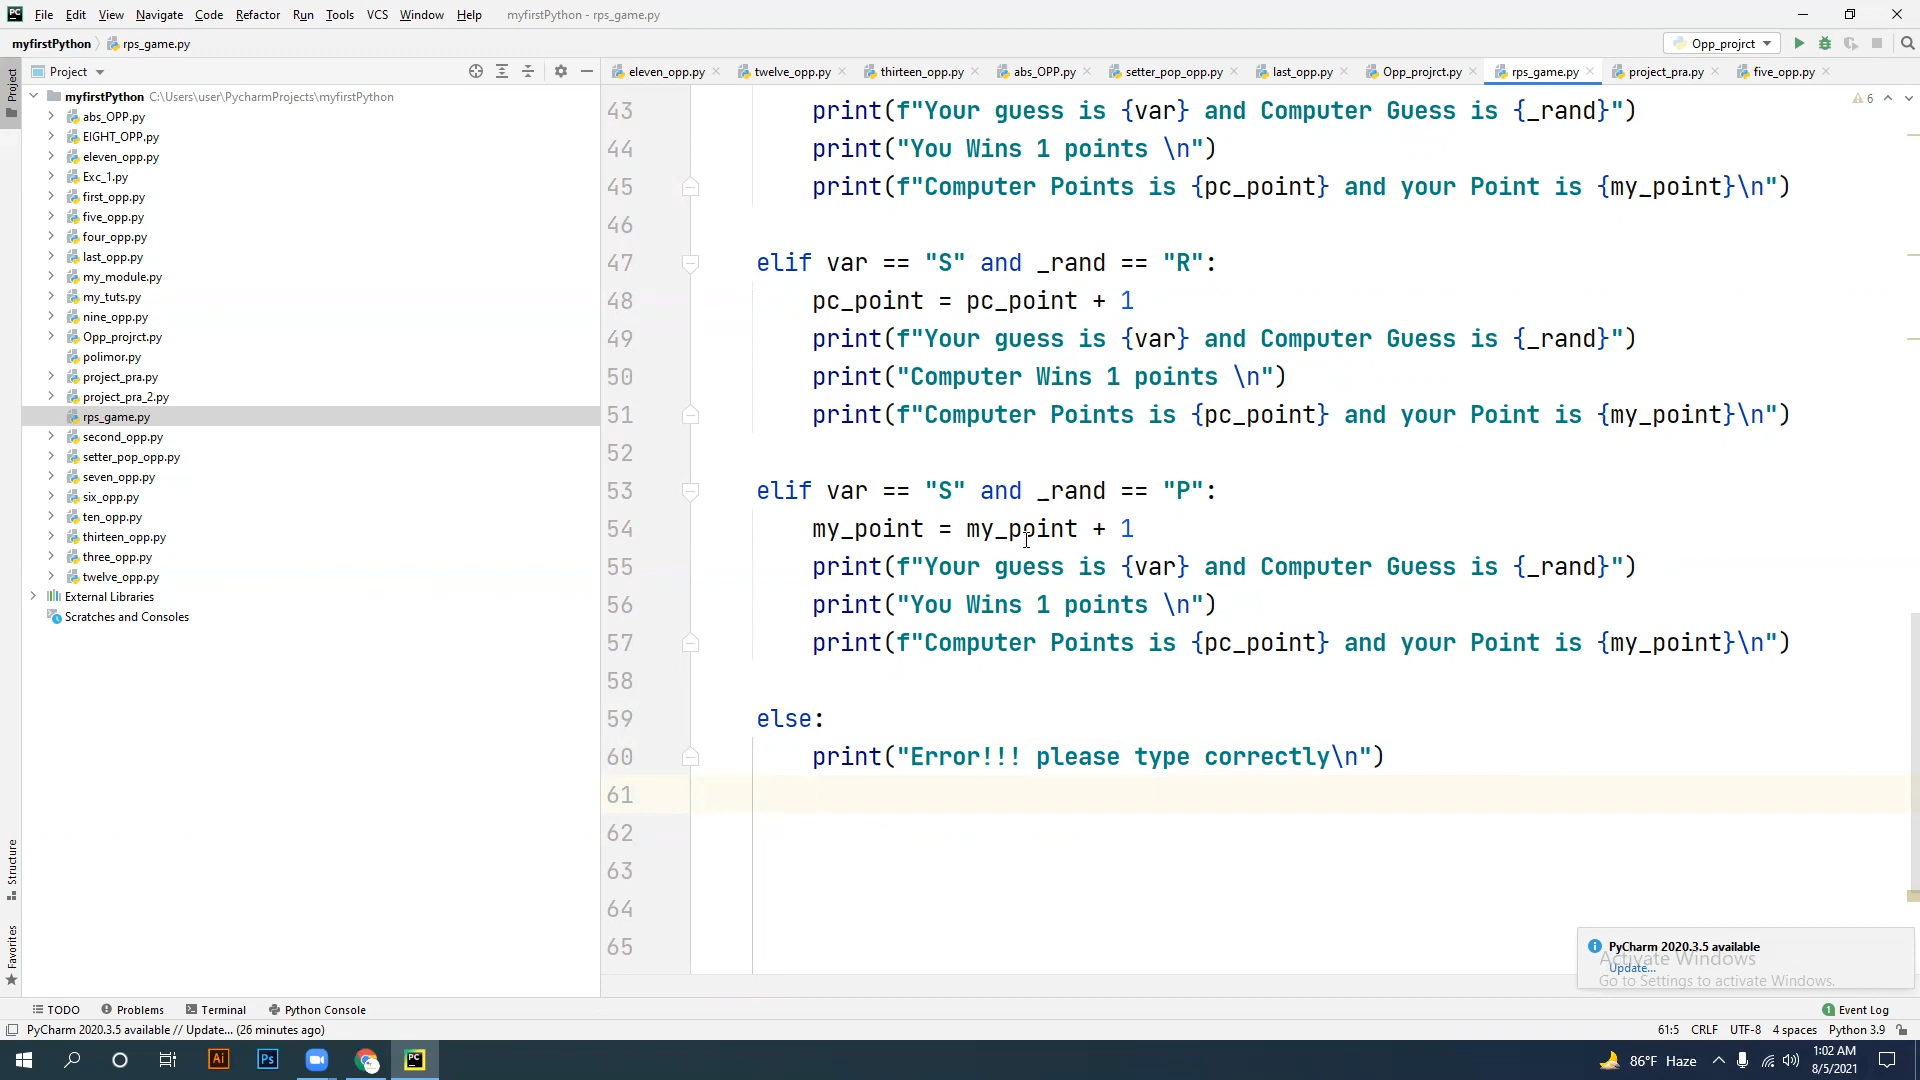 File Edit View Navigate Code Refactor Run Tools VCS Window Help myfirstPython - rps_game.py
myfirstPython rps_game.py Opp_projrct
Project
eleven_opp.py twelve_opp.py thirteen_opp.py abs_OPP.py setter_pop_opp.py last_opp.py Opp_projrct.py rps_game.py project_pra.py five_opp.py
Project
myfirstPython C:\Users\user\PycharmProjects\myfirstPython
abs_OPP.py
EIGHT_OPP.py
eleven_opp.py
Exc_1.py
first_opp.py
five_opp.py
four_opp.py
last_opp.py
my_module.py
my_tuts.py
nine_opp.py
Opp_projrct.py
polimor.py
project_pra.py
project_pra_2.py
rps_game.py
second_opp.py
setter_pop_opp.py
seven_opp.py
six_opp.py
ten_opp.py
thirteen_opp.py
three_opp.py
twelve_opp.py
External Libraries
Scratches and Consoles
Structure
Favorites
6
43 print(f"Your guess is {var} and Computer Guess is {_rand}")
44 print("You Wins 1 points \n")
45 print(f"Computer Points is {pc_point} and your Point is {my_point}\n")
46
47 elif var == "S" and _rand == "R":
48 pc_point = pc_point + 1
49 print(f"Your guess is {var} and Computer Guess is {_rand}")
50 print("Computer Wins 1 points \n")
51 print(f"Computer Points is {pc_point} and your Point is {my_point}\n")
52
53 elif var == "S" and _rand == "P":
54 my_point = my_point + 1
55 print(f"Your guess is {var} and Computer Guess is {_rand}")
56 print("You Wins 1 points \n")
57 print(f"Computer Points is {pc_point} and your Point is {my_point}\n")
58
59 else:
60 print("Error!!! please type correctly\n")
61
62
63
64
65
PyCharm 2020.3.5 available
Update...
Activate Windows
Go to Settings to activate Windows.
TODO Problems Terminal Python Console 1 Event Log
PyCharm 2020.3.5 available // Update... (26 minutes ago) 61:5 CRLF UTF-8 4 spaces Python 3.9
Ai Ps PC 86°F Haze 1:02 AM
8/5/2021